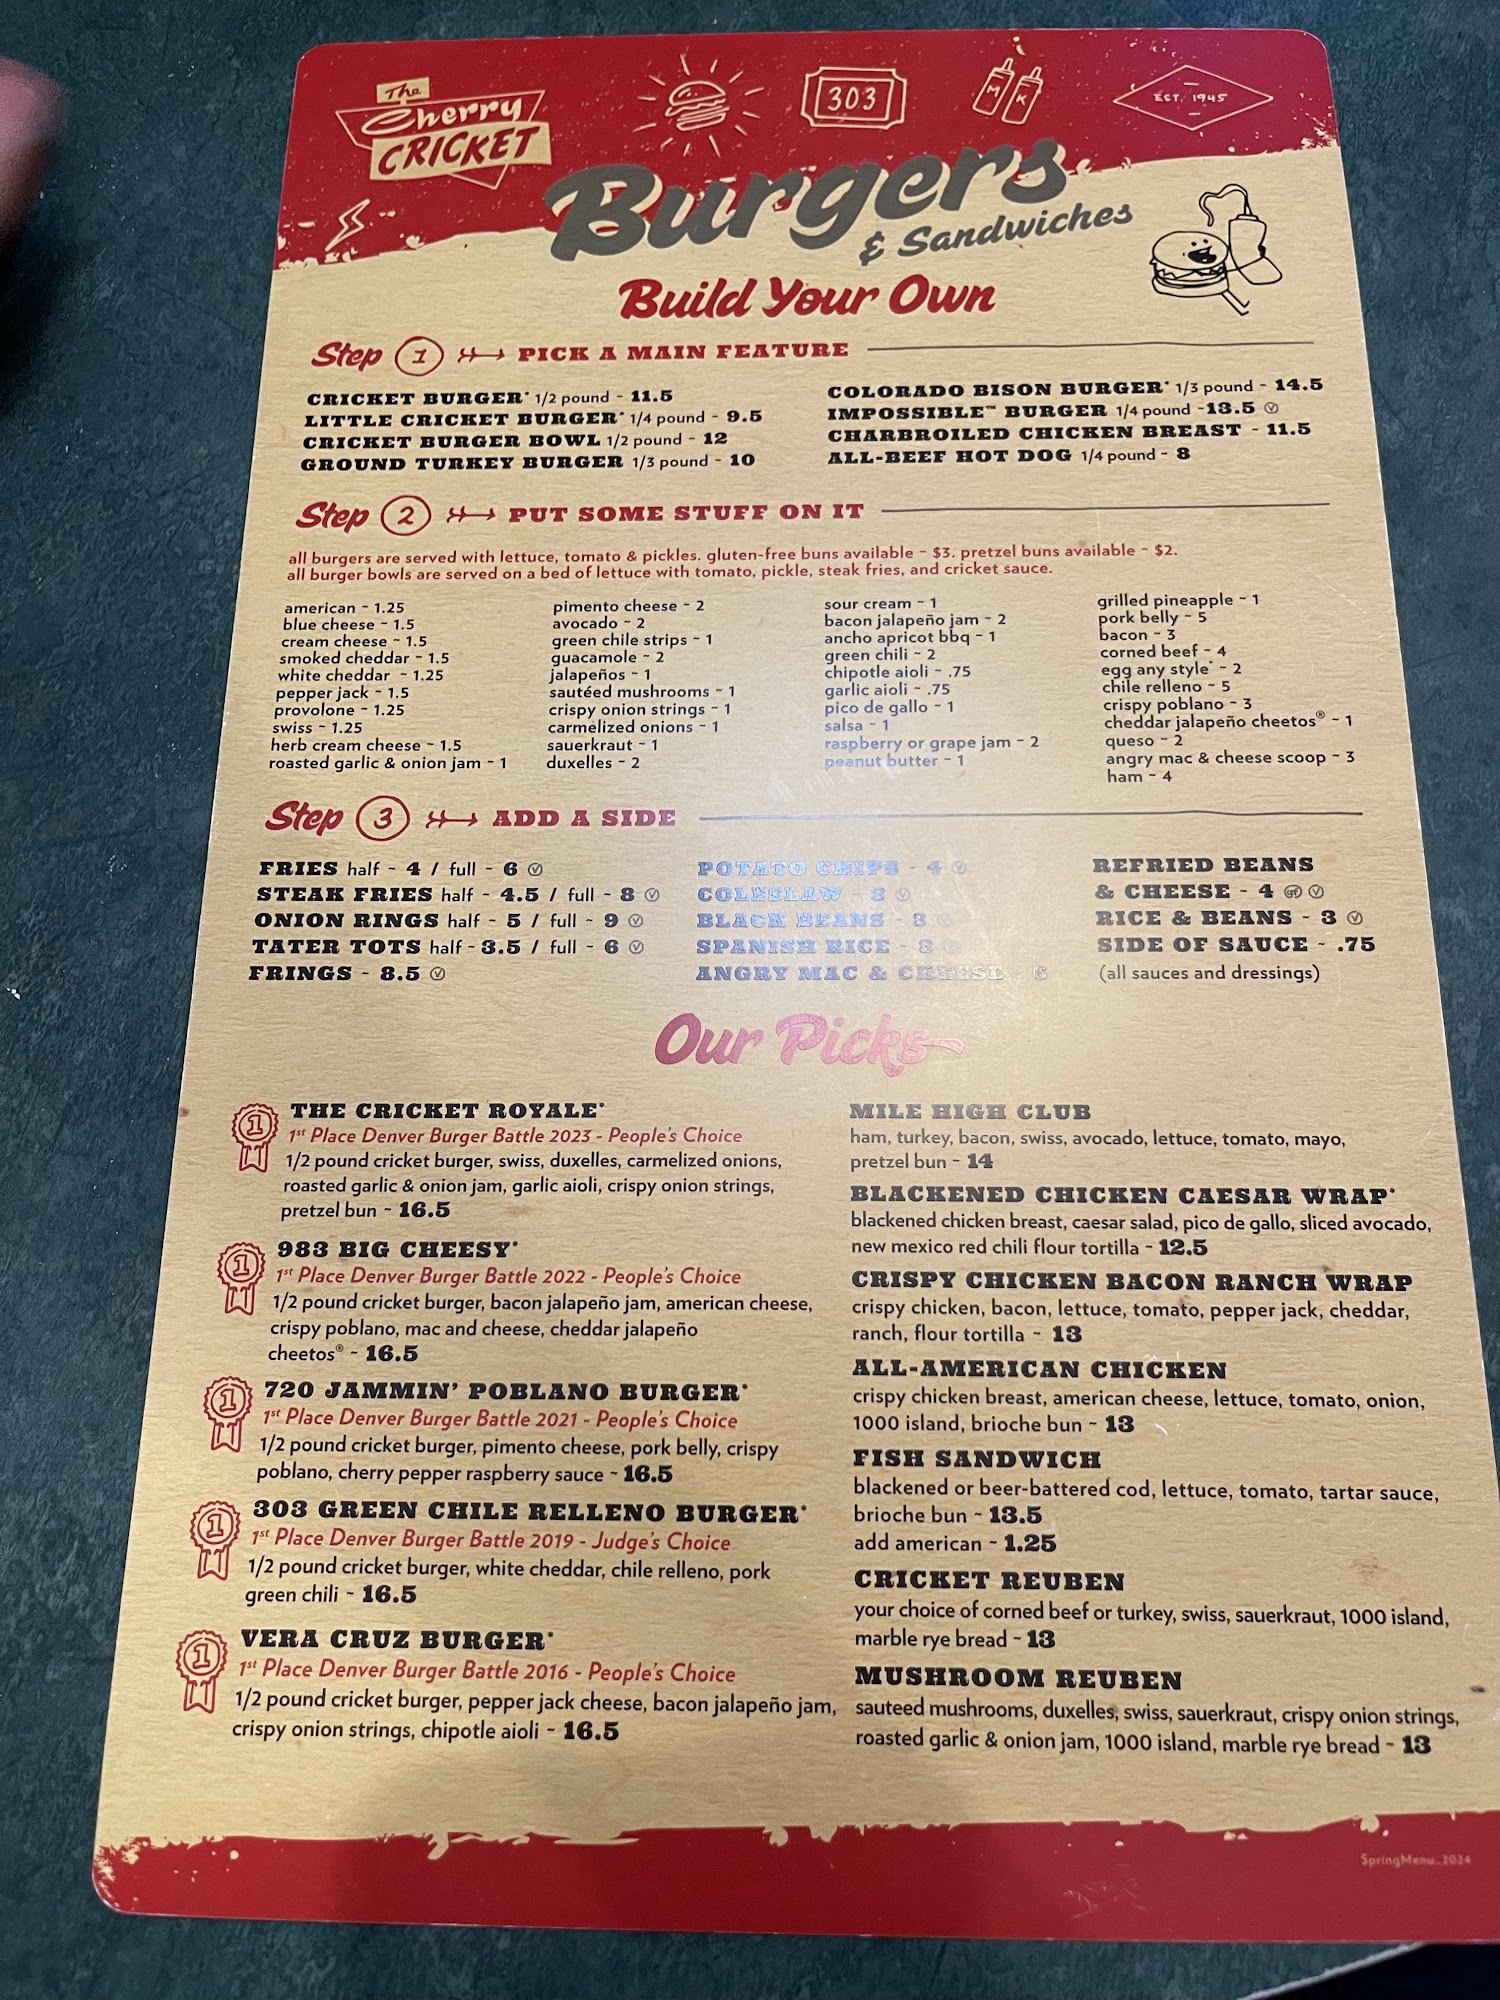 The
Cherry
CRICKET
303
M K
EST. 1945
Burgers
& Sandwiches
Build Your Own
Step 1 PICK A MAIN FEATURE
CRICKET BURGER* 1/2 pound - 11.5
LITTLE CRICKET BURGER* 1/4 pound - 9.5
CRICKET BURGER BOWL 1/2 pound - 12
GROUND TURKEY BURGER 1/3 pound - 10
COLORADO BISON BURGER* 1/3 pound - 14.5
IMPOSSIBLE™ BURGER 1/4 pound -13.5 V
CHARBROILED CHICKEN BREAST - 11.5
ALL-BEEF HOT DOG 1/4 pound - 8
Step 2 PUT SOME STUFF ON IT
all burgers are served with lettuce, tomato & pickles. gluten-free buns available - $3. pretzel buns available - $2.
all burger bowls are served on a bed of lettuce with tomato, pickle, steak fries, and cricket sauce.
american ~ 1.25
blue cheese ~ 1.5
cream cheese ~ 1.5
smoked cheddar ~ 1.5
white cheddar ~ 1.25
pepper jack ~ 1.5
provolone ~ 1.25
swiss ~ 1.25
herb cream cheese ~ 1.5
roasted garlic & onion jam ~ 1
pimento cheese ~ 2
avocado ~ 2
green chile strips ~ 1
guacamole ~ 2
jalapeños ~ 1
sautéed mushrooms ~ 1
crispy onion strings ~ 1
carmelized onions ~ 1
sauerkraut ~ 1
duxelles ~ 2
sour cream ~ 1
bacon jalapeño jam ~ 2
ancho apricot bbq ~ 1
green chili ~ 2
chipotle aioli ~ .75
garlic aioli ~ .75
pico de gallo ~ 1
salsa ~ 1
raspberry or grape jam ~ 2
peanut butter ~ 1
grilled pineapple ~ 1
pork belly ~ 5
bacon ~ 3
corned beef ~ 4
egg any style* ~ 2
chile relleno ~ 5
crispy poblano ~ 3
cheddar jalapeño cheetos® ~ 1
queso ~ 2
angry mac & cheese scoop ~ 3
ham ~ 4
Step 3 ADD A SIDE
FRIES half - 4 / full - 6 V
STEAK FRIES half - 4.5 / full - 8 V
ONION RINGS half - 5 / full - 9 V
TATER TOTS half - 3.5 / full - 6 V
FRINGS - 8.5 V
POTATO CHIPS - 4 V
COLESLAW - 3 V
BLACK BEANS - 3 V
SPANISH RICE - 3
ANGRY MAC & CHEESE - 6
REFRIED BEANS
& CHEESE - 4 GF V
RICE & BEANS - 3 V
SIDE OF SAUCE - .75
(all sauces and dressings)
Our Picks
1 THE CRICKET ROYALE*
1st Place Denver Burger Battle 2023 - People's Choice
1/2 pound cricket burger, swiss, duxelles, carmelized onions,
roasted garlic & onion jam, garlic aioli, crispy onion strings,
pretzel bun ~ 16.5
1 983 BIG CHEESY*
1st Place Denver Burger Battle 2022 - People's Choice
1/2 pound cricket burger, bacon jalapeño jam, american cheese,
crispy poblano, mac and cheese, cheddar jalapeño
cheetos® ~ 16.5
1 720 JAMMIN' POBLANO BURGER*
1st Place Denver Burger Battle 2021 - People's Choice
1/2 pound cricket burger, pimento cheese, pork belly, crispy
poblano, cherry pepper raspberry sauce ~ 16.5
1 303 GREEN CHILE RELLENO BURGER*
1st Place Denver Burger Battle 2019 - Judge's Choice
1/2 pound cricket burger, white cheddar, chile relleno, pork
green chili ~ 16.5
1 VERA CRUZ BURGER*
1st Place Denver Burger Battle 2016 - People's Choice
1/2 pound cricket burger, pepper jack cheese, bacon jalapeño jam,
crispy onion strings, chipotle aioli ~ 16.5
MILE HIGH CLUB
ham, turkey, bacon, swiss, avocado, lettuce, tomato, mayo,
pretzel bun ~ 14
BLACKENED CHICKEN CAESAR WRAP*
blackened chicken breast, caesar salad, pico de gallo, sliced avocado,
new mexico red chili flour tortilla ~ 12.5
CRISPY CHICKEN BACON RANCH WRAP
crispy chicken, bacon, lettuce, tomato, pepper jack, cheddar,
ranch, flour tortilla ~ 13
ALL-AMERICAN CHICKEN
crispy chicken breast, american cheese, lettuce, tomato, onion,
1000 island, brioche bun ~ 13
FISH SANDWICH
blackened or beer-battered cod, lettuce, tomato, tartar sauce,
brioche bun ~ 13.5
add american ~ 1.25
CRICKET REUBEN
your choice of corned beef or turkey, swiss, sauerkraut, 1000 island,
marble rye bread ~ 13
MUSHROOM REUBEN
sauteed mushrooms, duxelles, swiss, sauerkraut, crispy onion strings,
roasted garlic & onion jam, 1000 island, marble rye bread ~ 13
SpringMenu_2024